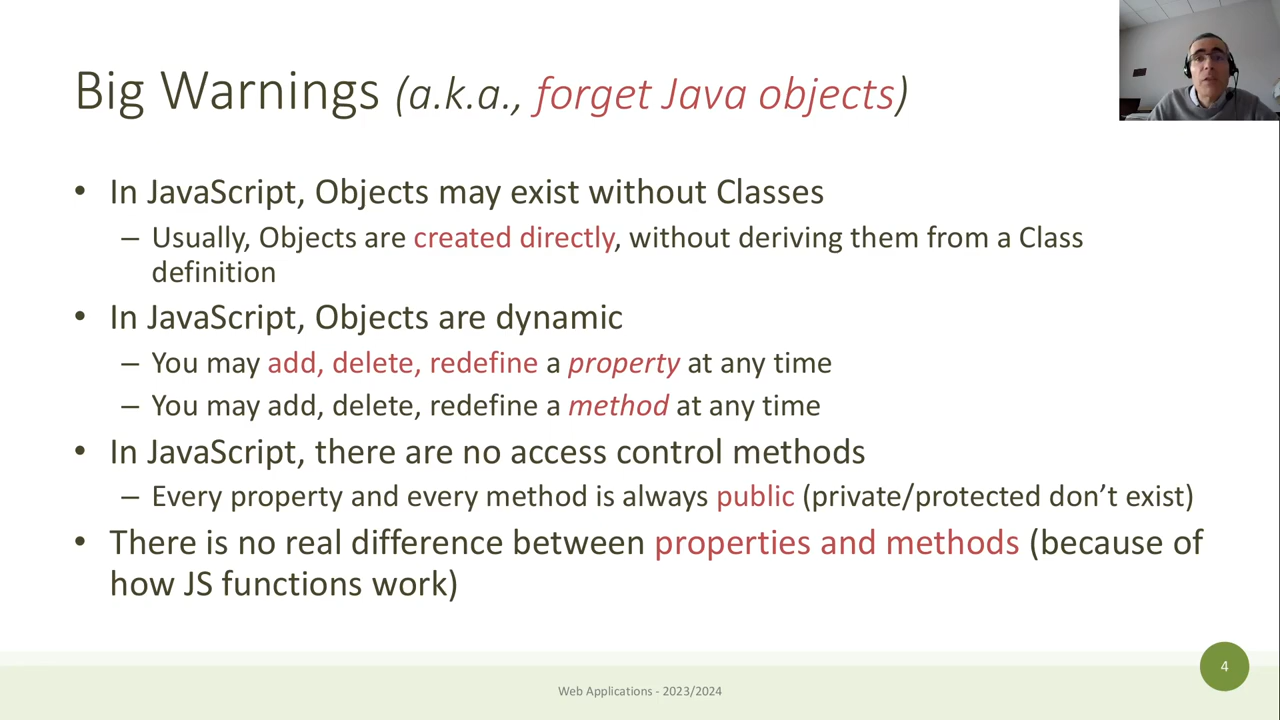 Big Warnings (a.k.a., forget Java objects)
• In JavaScript, Objects may exist without Classes
– Usually, Objects are created directly, without deriving them from a Class
definition
• In JavaScript, Objects are dynamic
– You may add, delete, redefine a property at any time
– You may add, delete, redefine a method at any time
• In JavaScript, there are no access control methods
– Every property and every method is always public (private/protected don’t exist)
• There is no real difference between properties and methods (because of
how JS functions work)
4
Web Applications - 2023/2024